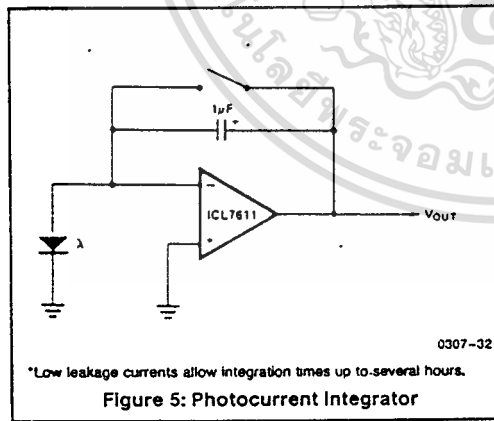 1µF
*
−
ICL7611
+
λ
VOUT
0307-32
*Low leakage currents allow integration times up to several hours.
Figure 5: Photocurrent Integrator